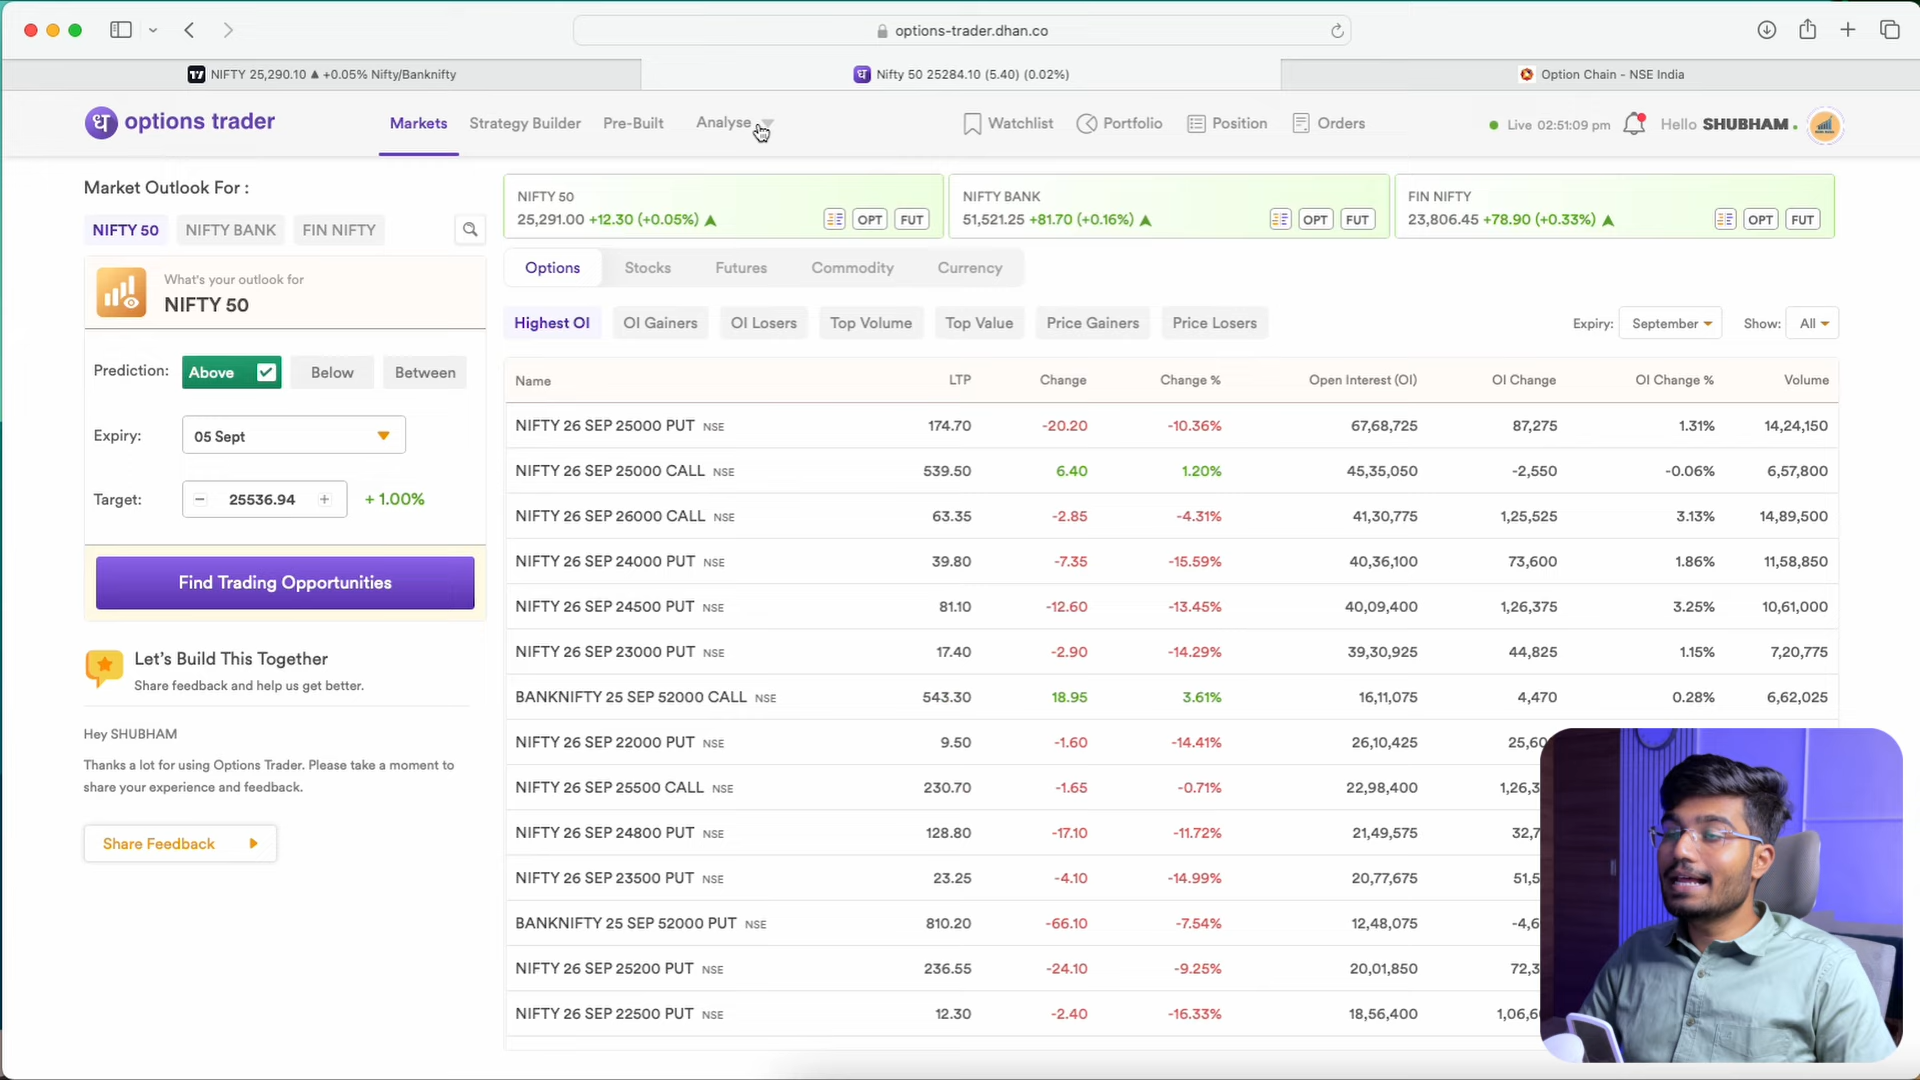 options-trader.dhan.co
NIFTY 25,290.10 ▲ +0.05% Nifty/Banknifty
Nifty 50 25284.10 (5.40) (0.02%)
Option Chain - NSE India
options trader
Markets
Strategy Builder
Pre-Built
Analyse
Watchlist
Portfolio
Position
Orders
Live 02:51:09 pm
Hello SHUBHAM .
Market Outlook For :
NIFTY 50 NIFTY BANK FIN NIFTY
What's your outlook for
NIFTY 50
Prediction: Above Below Between
Expiry: 05 Sept
Target: − 25536.94 + + 1.00%
Find Trading Opportunities
Let's Build This Together
Share feedback and help us get better.
Hey SHUBHAM
Thanks a lot for using Options Trader. Please take a moment to
share your experience and feedback.
Share Feedback
NIFTY 50
25,291.00 +12.30 (+0.05%) ▲ OPT FUT
NIFTY BANK
51,521.25 +81.70 (+0.16%) ▲ OPT FUT
FIN NIFTY
23,806.45 +78.90 (+0.33%) ▲ OPT FUT
Options Stocks Futures Commodity Currency
Highest OI OI Gainers OI Losers Top Volume Top Value Price Gainers Price Losers
Expiry: September Show: All
Name LTP Change Change % Open Interest (OI) OI Change OI Change % Volume
NIFTY 26 SEP 25000 PUT NSE 174.70 -20.20 -10.36% 67,68,725 87,275 1.31% 14,24,150
NIFTY 26 SEP 25000 CALL NSE 539.50 6.40 1.20% 45,35,050 -2,550 -0.06% 6,57,800
NIFTY 26 SEP 26000 CALL NSE 63.35 -2.85 -4.31% 41,30,775 1,25,525 3.13% 14,89,500
NIFTY 26 SEP 24000 PUT NSE 39.80 -7.35 -15.59% 40,36,100 73,600 1.86% 11,58,850
NIFTY 26 SEP 24500 PUT NSE 81.10 -12.60 -13.45% 40,09,400 1,26,375 3.25% 10,61,000
NIFTY 26 SEP 23000 PUT NSE 17.40 -2.90 -14.29% 39,30,925 44,825 1.15% 7,20,775
BANKNIFTY 25 SEP 52000 CALL NSE 543.30 18.95 3.61% 16,11,075 4,470 0.28% 6,62,025
NIFTY 26 SEP 22000 PUT NSE 9.50 -1.60 -14.41% 26,10,425
NIFTY 26 SEP 25500 CALL NSE 230.70 -1.65 -0.71% 22,98,400
NIFTY 26 SEP 24800 PUT NSE 128.80 -17.10 -11.72% 21,49,575
NIFTY 26 SEP 23500 PUT NSE 23.25 -4.10 -14.99% 20,77,675
BANKNIFTY 25 SEP 52000 PUT NSE 810.20 -66.10 -7.54% 12,48,075
NIFTY 26 SEP 25200 PUT NSE 236.55 -24.10 -9.25% 20,01,850
NIFTY 26 SEP 22500 PUT NSE 12.30 -2.40 -16.33% 18,56,400